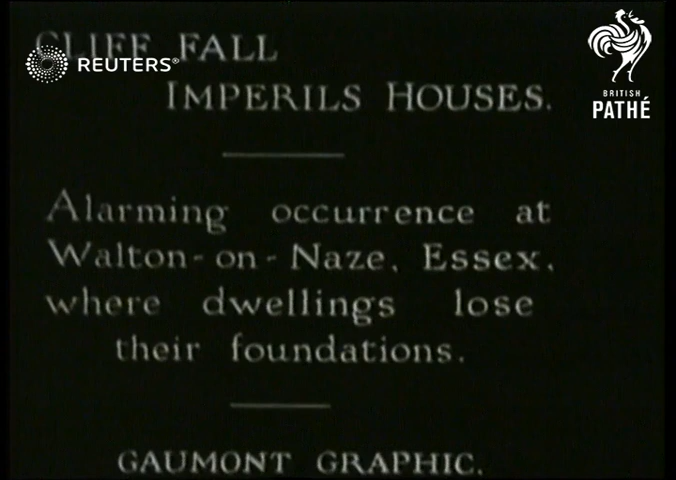 CLIFF FALL
REUTERS®
IMPERILS HOUSES.
BRITISH
PATHÉ
Alarming occurrence at
Walton-on-Naze, Essex,
where dwellings lose
their foundations.
GAUMONT GRAPHIC.